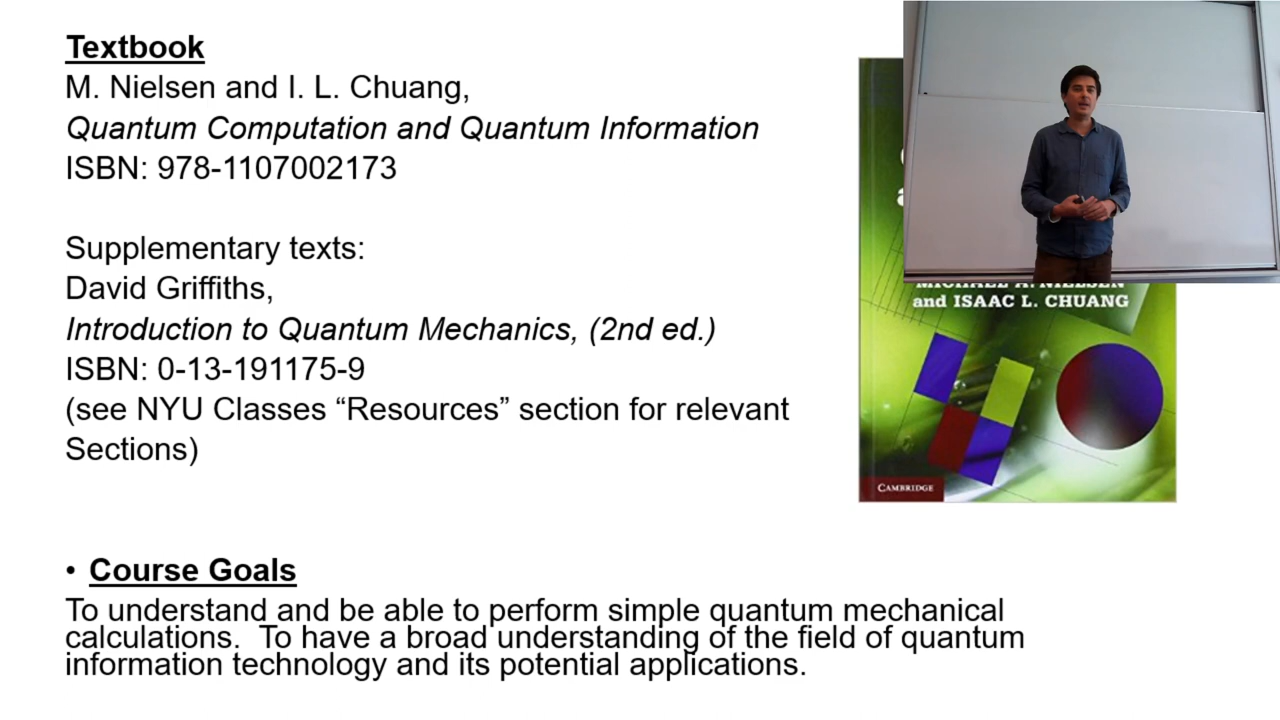 Textbook
M. Nielsen and I. L. Chuang,
Quantum Computation and Quantum Information
ISBN: 978-1107002173
Supplementary texts:
David Griffiths,
Introduction to Quantum Mechanics, (2nd ed.)
ISBN: 0-13-191175-9
(see NYU Classes “Resources” section for relevant
Sections)
MICHAEL A. NIELSEN
and ISAAC L. CHUANG
CAMBRIDGE
• Course Goals
To understand and be able to perform simple quantum mechanical
calculations.  To have a broad understanding of the field of quantum
information technology and its potential applications.